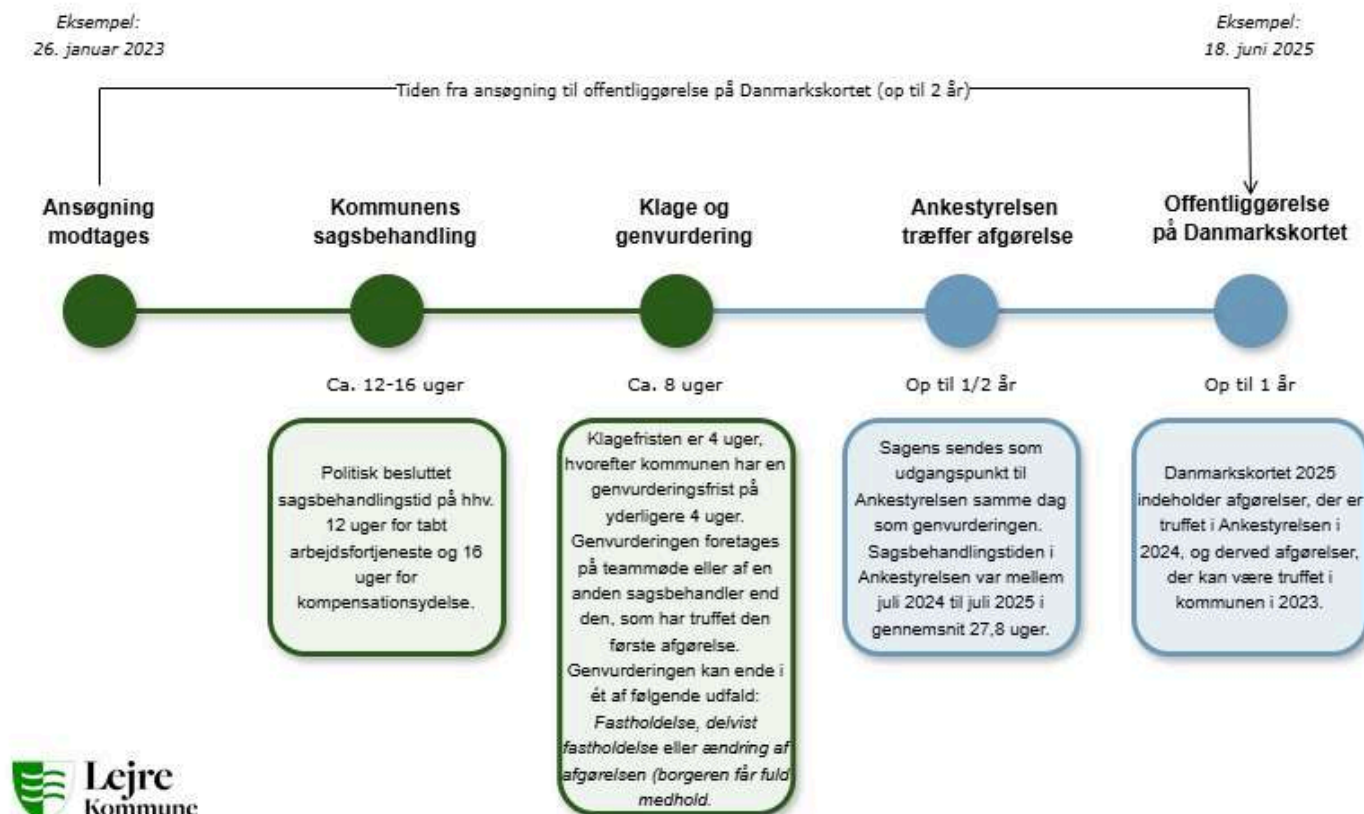 Eksempel:
26. januar 2023
Eksempel:
18. juni 2025
Tiden fra ansøgning til offentliggørelse på Danmarkskortet (op til 2 år)
Ansøgning
modtages
Kommunens
sagsbehandling
Klage og
genvurdering
Ankestyrelsen
træffer afgørelse
Offentliggørelse
på Danmarkskortet
Ca. 12-16 uger
Ca. 8 uger
Op til 1/2 år
Op til 1 år
Politisk besluttet
sagsbehandlingstid på hhv.
12 uger for tabt
arbejdsfortjeneste og 16
uger for
kompensationsydelse.
Klagefristen er 4 uger,
hvorefter kommunen har en
genvurderingsfrist på
yderligere 4 uger.
Genvurderingen foretages
på teammøde eller af en
anden sagsbehandler end
den, som har truffet den
første afgørelse.
Genvurderingen kan ende i
ét af følgende udfald:
Fastholdelse, delvist
fastholdelse eller ændring af
afgørelsen (borgeren får fuld
medhold.
Sagens sendes som
udgangspunkt til
Ankestyrelsen samme dag
som genvurderingen.
Sagsbehandlingstiden i
Ankestyrelsen var mellem
juli 2024 til juli 2025 i
gennemsnit 27,8 uger.
Danmarkskortet 2025
indeholder afgørelser, der er
truffet i Ankestyrelsen i
2024, og derved afgørelser,
der kan være truffet i
kommunen i 2023.
Lejre
Kommune